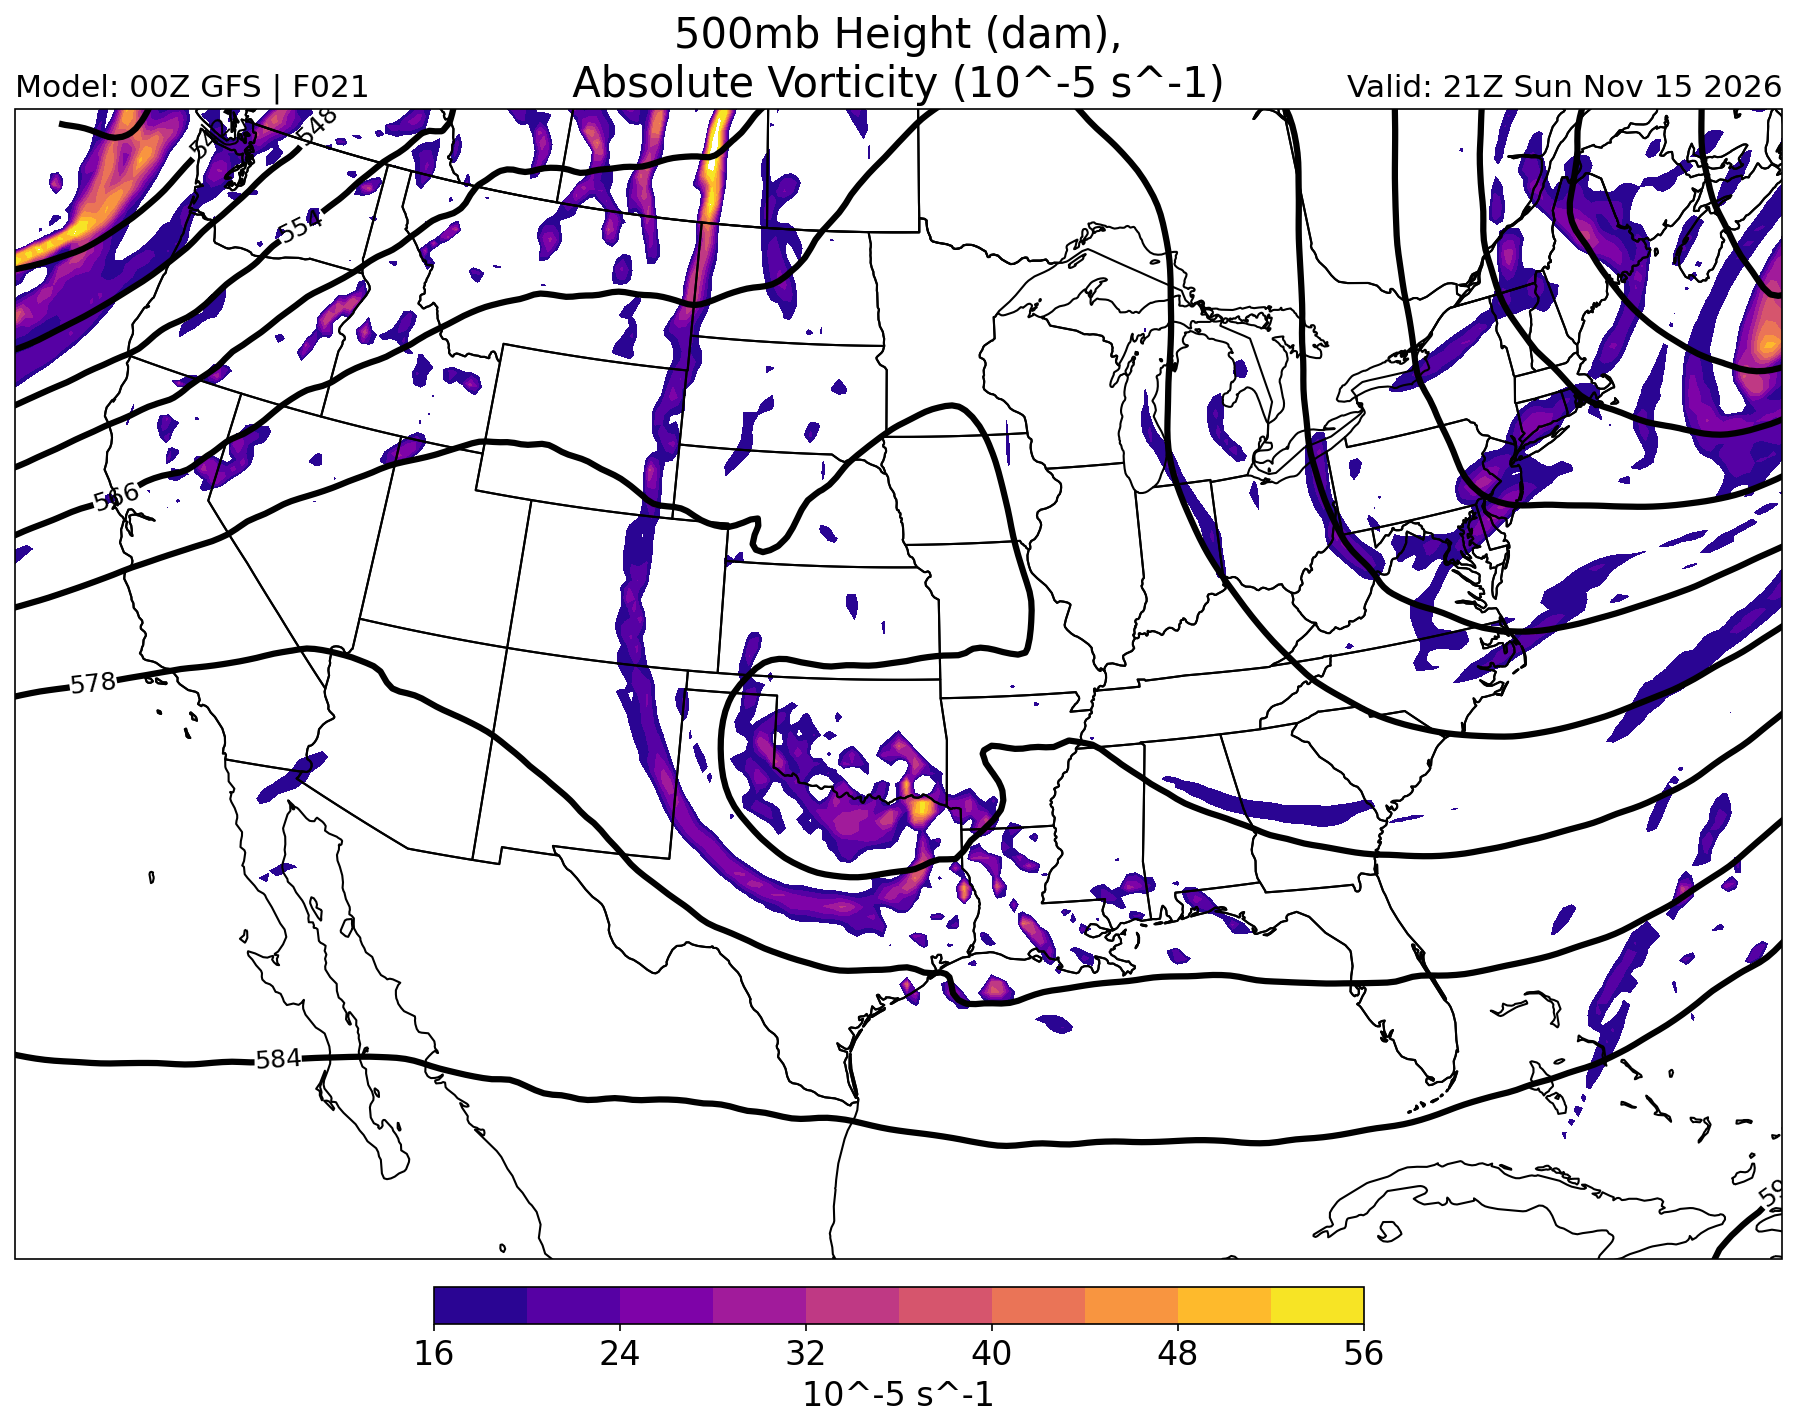 500mb Height (dam),
Model: 00Z GFS | F021
Absolute Vorticity (10^-5 s^-1)
Valid: 21Z Sun Nov 15 2026
548
554
566
578
584
16
24
32
40
48
56
10^-5 s^-1